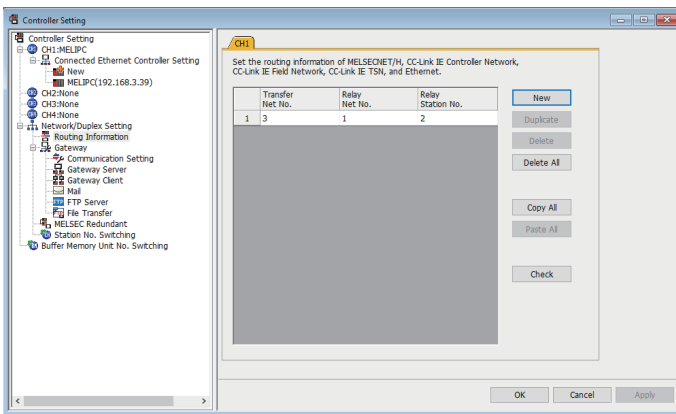 Controller Setting
Controller Setting
CH1:MELIPC
Connected Ethernet Controller Setting
New
MELIPC(192.168.3.39)
CH2:None
CH3:None
CH4:None
Network/Duplex Setting
Routing Information
Gateway
Communication Setting
Gateway Server
Gateway Client
Mail
FTP Server
File Transfer
MELSEC Redundant
Station No. Switching
Buffer Memory Unit No. Switching
CH1
Set the routing information of MELSECNET/H, CC-Link IE Controller Network,
CC-Link IE Field Network, CC-Link IE TSN, and Ethernet.
Transfer Net No. Relay Net No. Relay Station No.
1 3 1 2
New
Duplicate
Delete
Delete All
Copy All
Paste All
Check
OK Cancel Apply